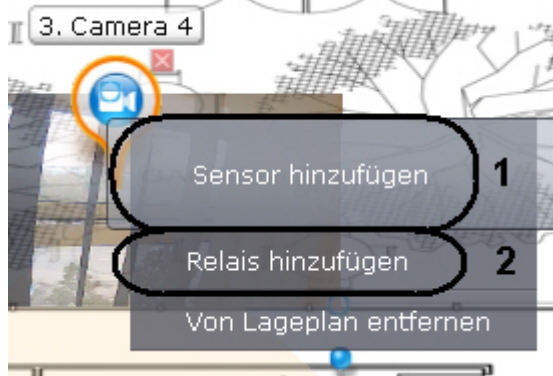 3. Camera 4
Sensor hinzufügen 1
Relais hinzufügen 2
Von Lageplan entfernen